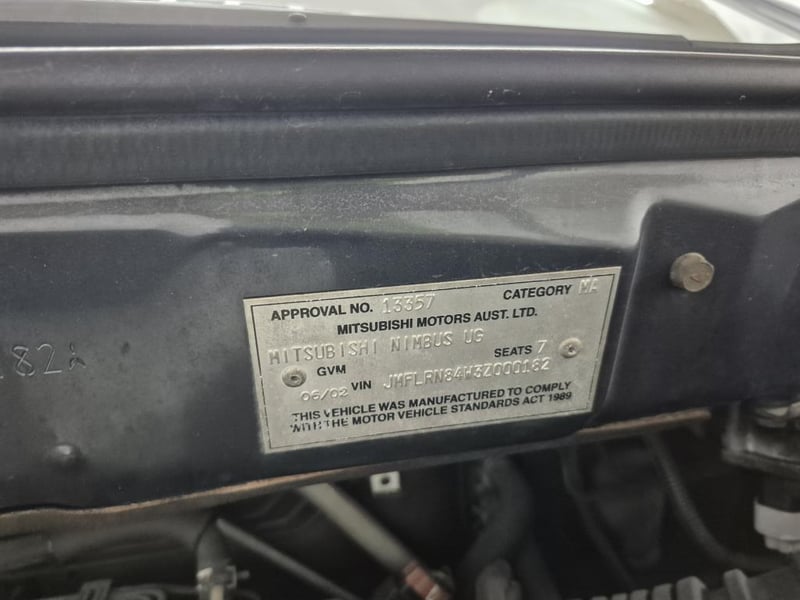 APPROVAL NO. 13357 CATEGORY MA
MITSUBISHI MOTORS AUST. LTD.
MITSUBISHI NIMBUS UG
GVM SEATS 7
06/02 VIN JMFLRN84W3Z000162
THIS VEHICLE WAS MANUFACTURED TO COMPLY
WITH THE MOTOR VEHICLE STANDARDS ACT 1989